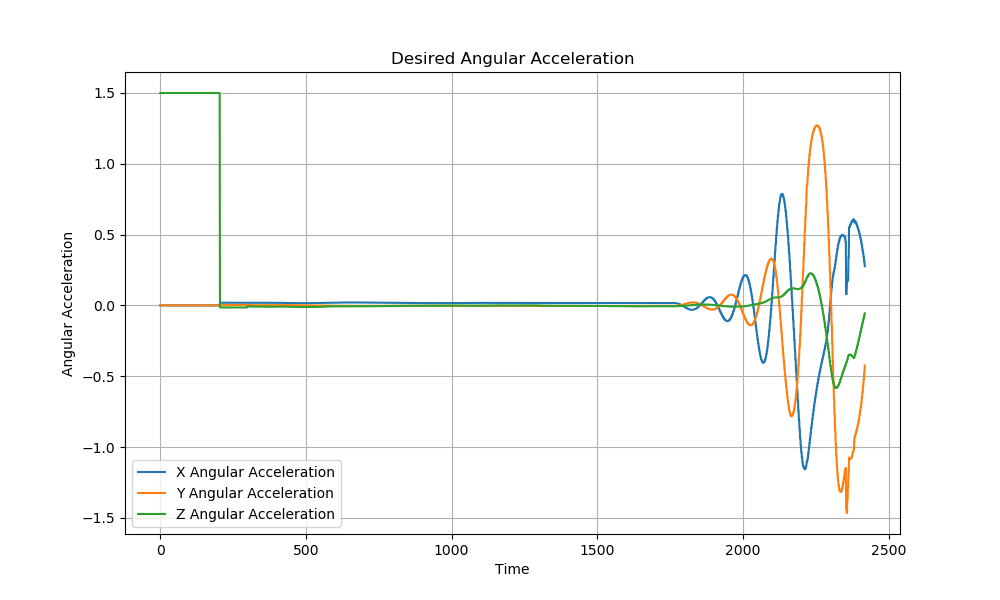 Desired Angular Acceleration
Angular Acceleration
1.5
1.0
0.5
0.0
−0.5
−1.0
−1.5
X Angular Acceleration
Y Angular Acceleration
Z Angular Acceleration
0 500 1000 1500 2000 2500
Time